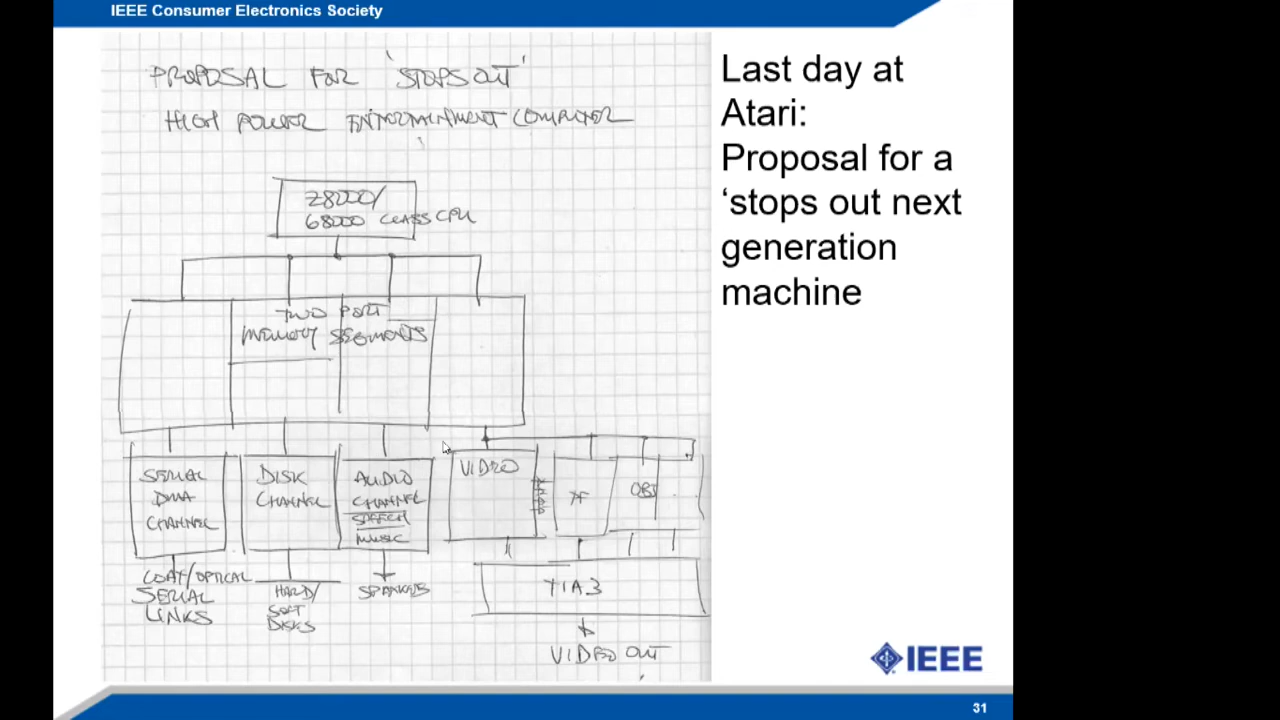 IEEE Consumer Electronics Society
PROPOSAL FOR 'STOPS OUT'
HIGH POWER ENTERTAINMENT COMPUTER
Z8000/
68000 CLASS CPU
TWO PORT
MEMORY SEGMENTS
SERIAL
DMA
CHANNEL
DISK
CHANNEL
AUDIO
CHANNEL
SPEECH
MUSIC
VIDEO
PF
OBJ
COAX/OPTICAL
SERIAL
LINKS
HARD/
SOFT
DISKS
SPEAKERS
TIA3
VIDEO OUT
Last day at
Atari:
Proposal for a
‘stops out next
generation
machine
IEEE
31